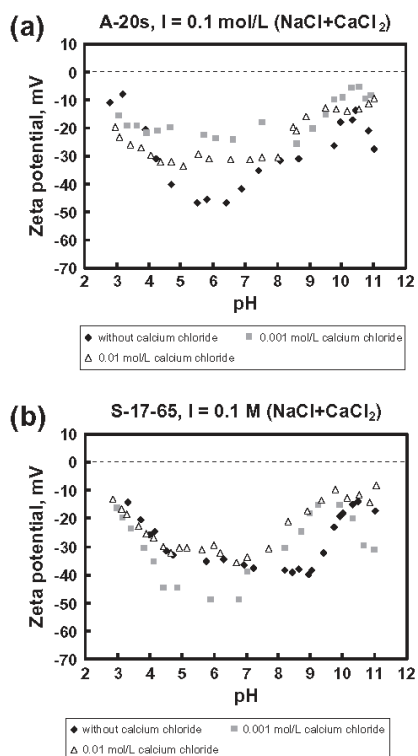 (a)
A-20s, I = 0.1 mol/L (NaCl+CaCl2)
Zeta potential, mV
20
10
0
-10
-20
-30
-40
-50
-60
-70
2 3 4 5 6 7 8 9 10 11 12
pH
without calcium chloride 0.001 mol/L calcium chloride
0.01 mol/L calcium chloride
(b)
S-17-65, I = 0.1 M (NaCl+CaCl2)
Zeta potential, mV
20
10
0
-10
-20
-30
-40
-50
-60
-70
2 3 4 5 6 7 8 9 10 11 12
pH
without calcium chloride 0.001 mol/L calcium chloride
0.01 mol/L calcium chloride